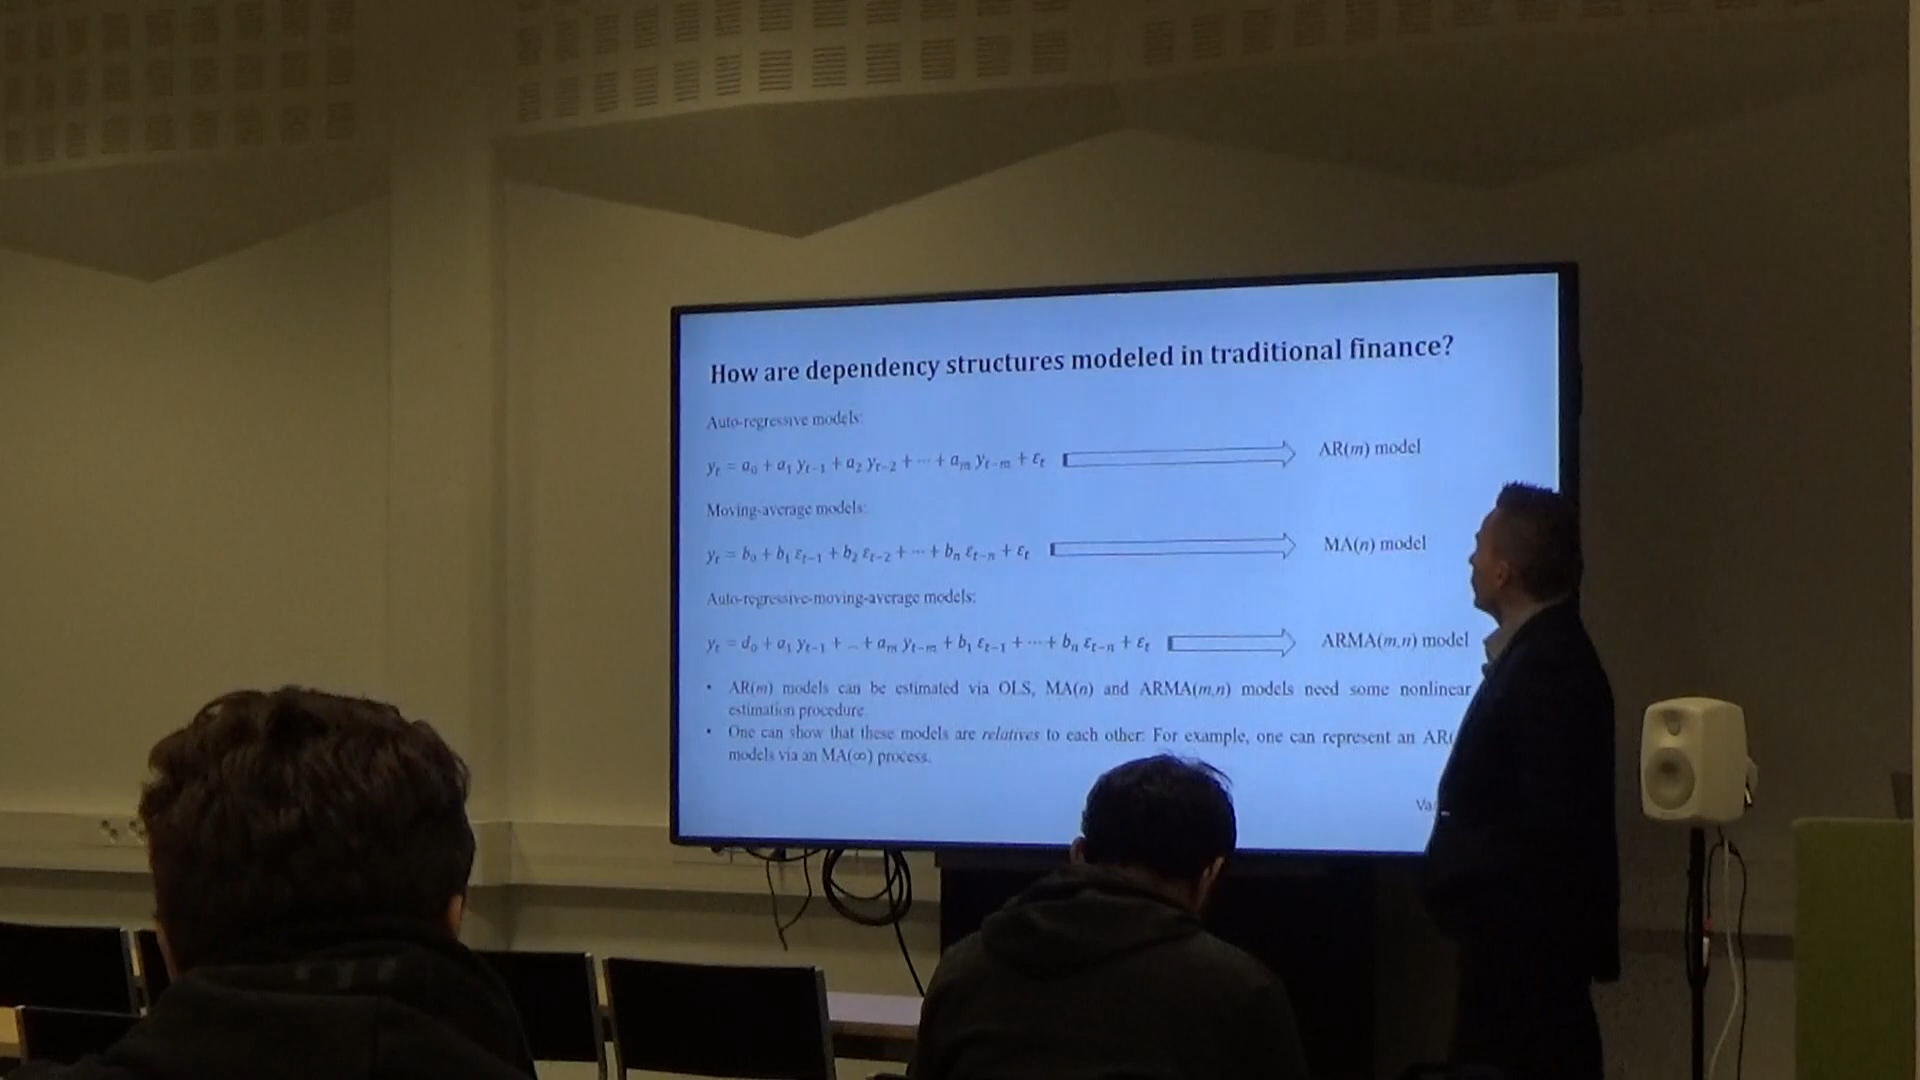 How are dependency structures modeled in traditional finance?
Auto-regressive models:
yₜ = a₀ + a₁ yₜ₋₁ + a₂ yₜ₋₂ + ⋯ + aₘ yₜ₋ₘ + εₜ AR(m) model
Moving-average models:
yₜ = b₀ + b₁ εₜ₋₁ + b₂ εₜ₋₂ + ⋯ + bₙ εₜ₋ₙ + εₜ MA(n) model
Auto-regressive-moving-average models:
yₜ = d₀ + a₁ yₜ₋₁ + … + aₘ yₜ₋ₘ + b₁ εₜ₋₁ + ⋯ + bₙ εₜ₋ₙ + εₜ ARMA(m,n) model
• AR(m) models can be estimated via OLS, MA(n) and ARMA(m,n) models need some nonlinear
estimation procedure.
• One can show that these models are relatives to each other: For example, one can represent an AR(
models via an MA(∞) process.
Va